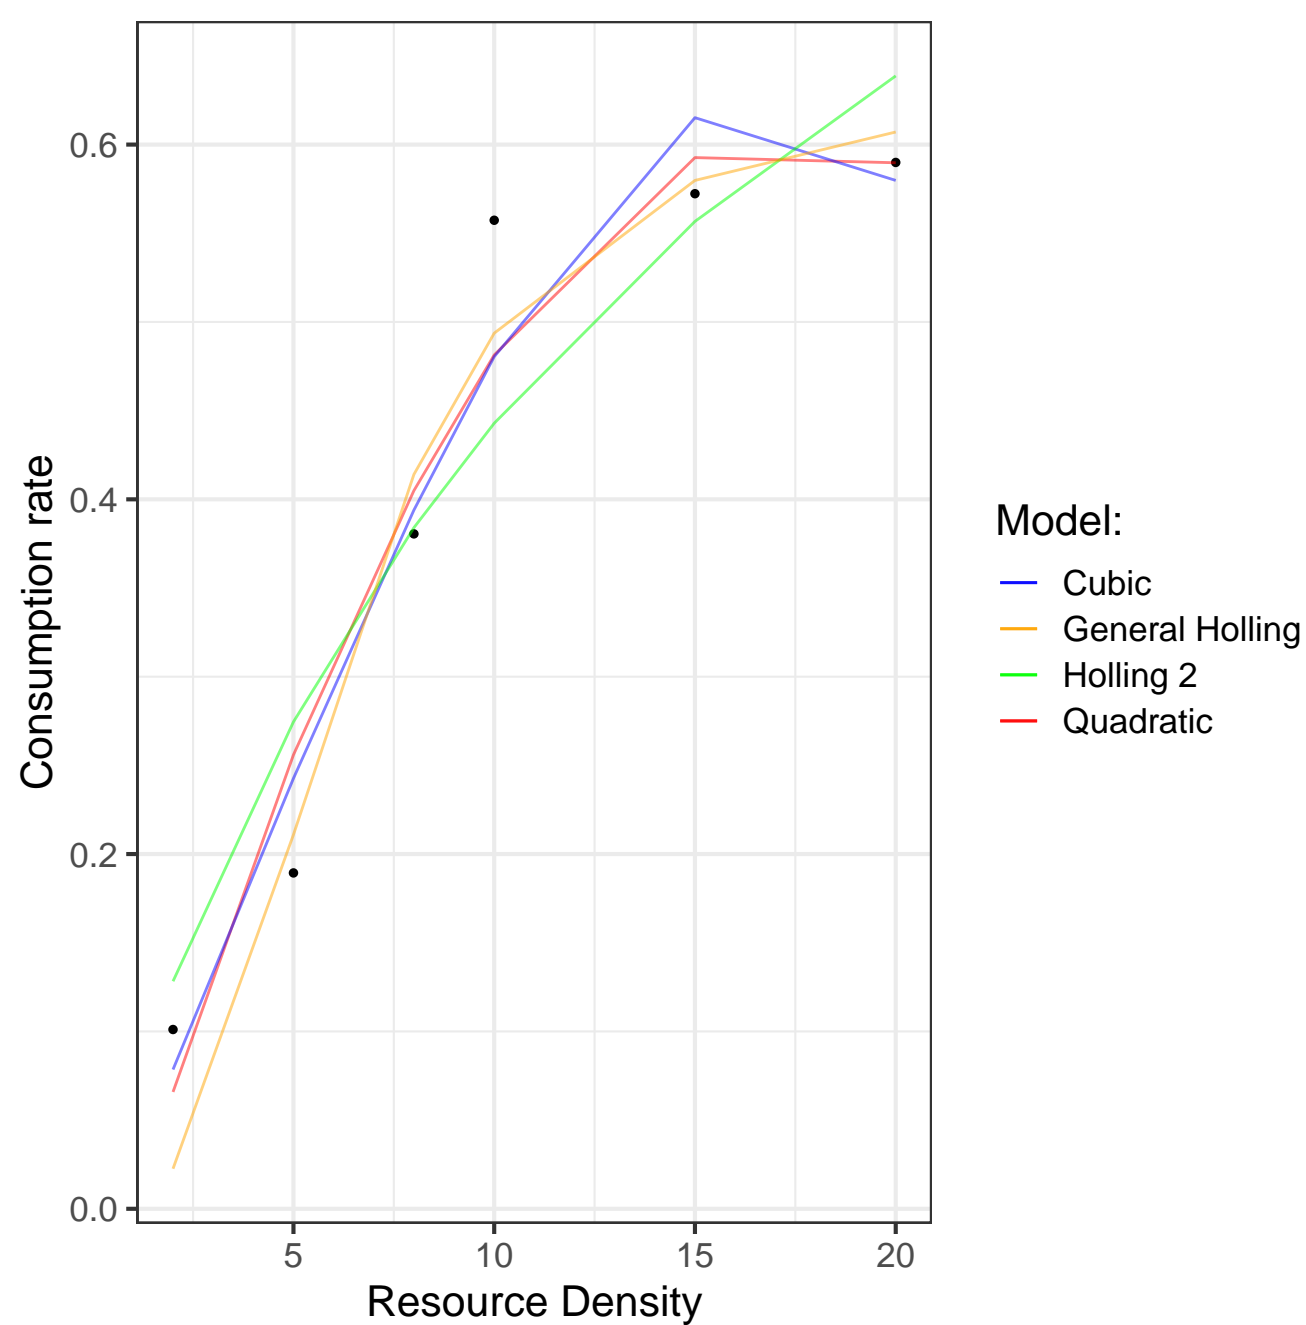 0.6
0.4
0.2
0.0
Consumption rate
5 10 15 20
Resource Density
Model:
Cubic
General Holling
Holling 2
Quadratic